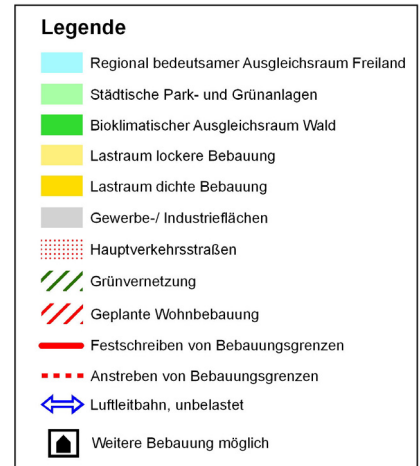 Legende
Regional bedeutsamer Ausgleichsraum Freiland
Städtische Park- und Grünanlagen
Bioklimatischer Ausgleichsraum Wald
Lastraum lockere Bebauung
Lastraum dichte Bebauung
Gewerbe-/ Industrieflächen
Hauptverkehrsstraßen
Grünvernetzung
Geplante Wohnbebauung
Festschreiben von Bebauungsgrenzen
Anstreben von Bebauungsgrenzen
Luftleitbahn, unbelastet
Weitere Bebauung möglich